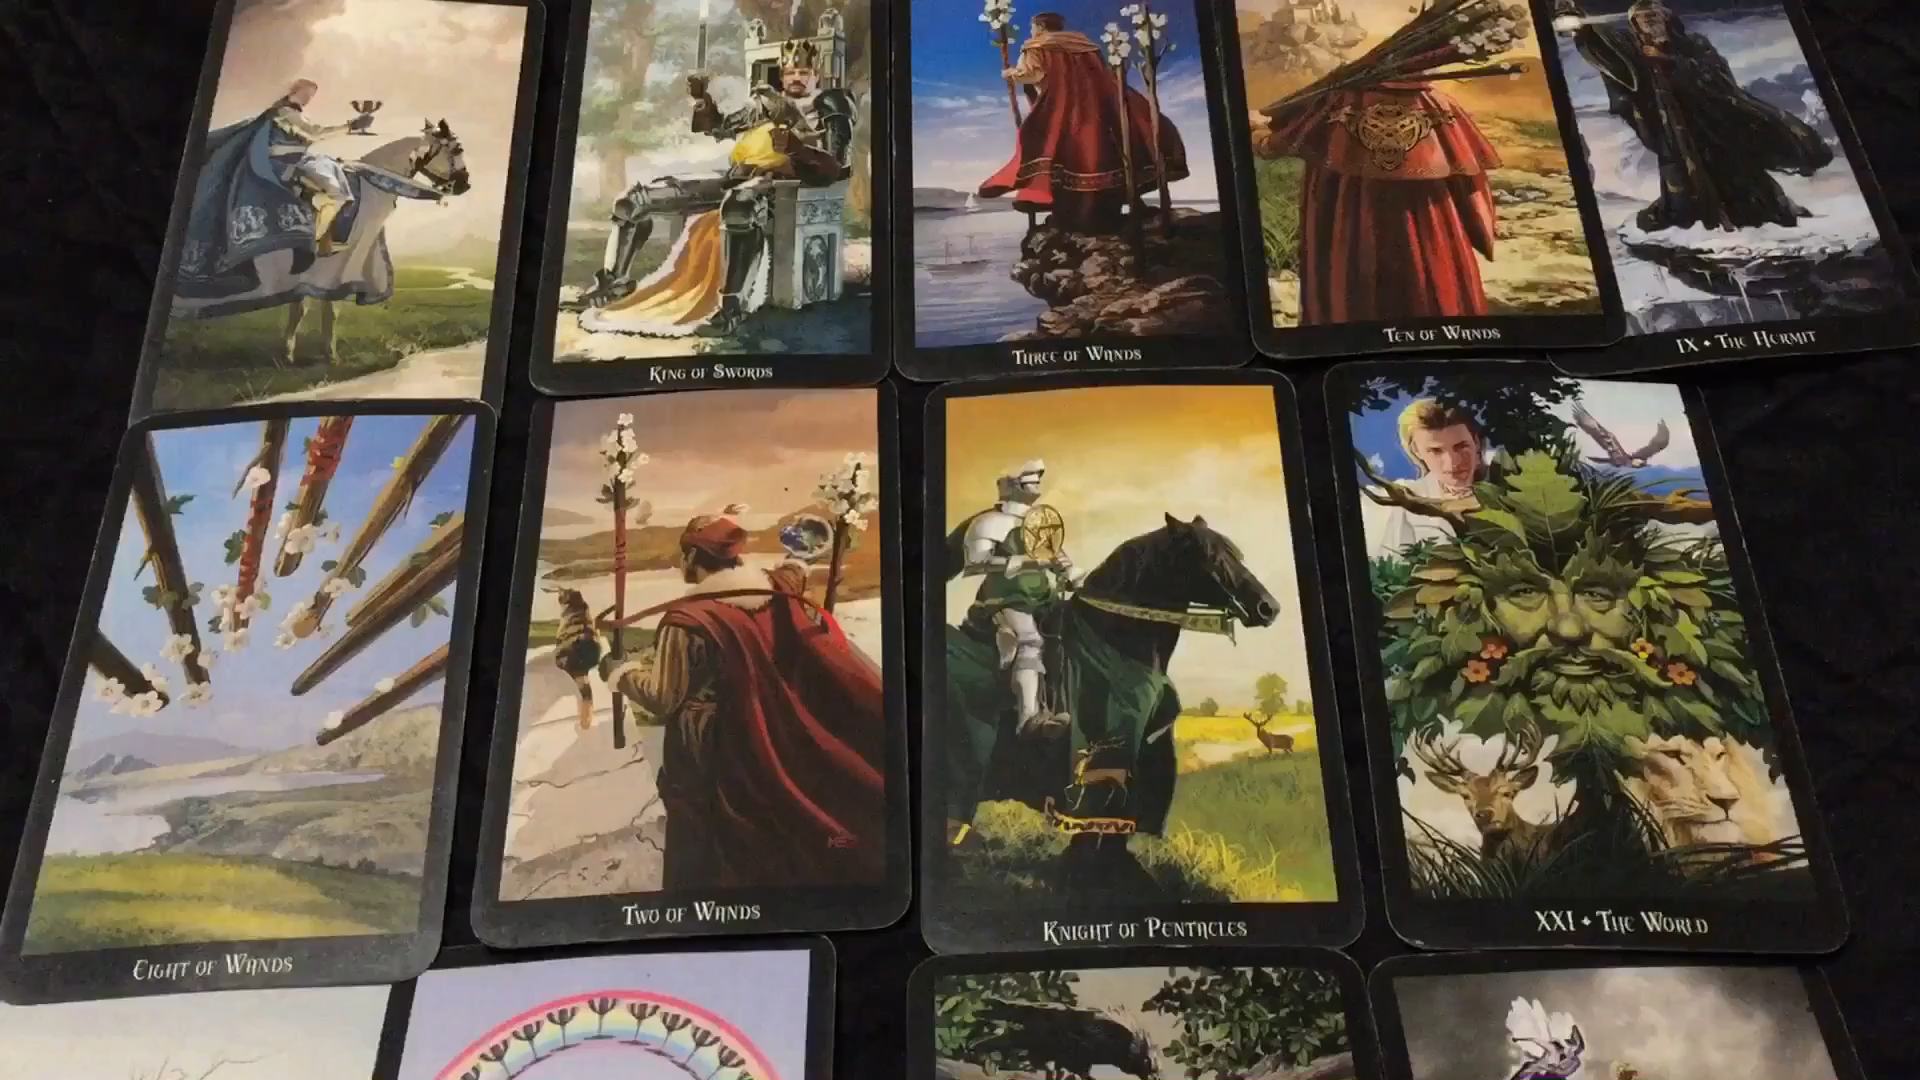 King of Swords
Three of Wands
Ten of Wands
IX • The Hermit
Eight of Wands
Two of Wands
Knight of Pentacles
XXI • The World